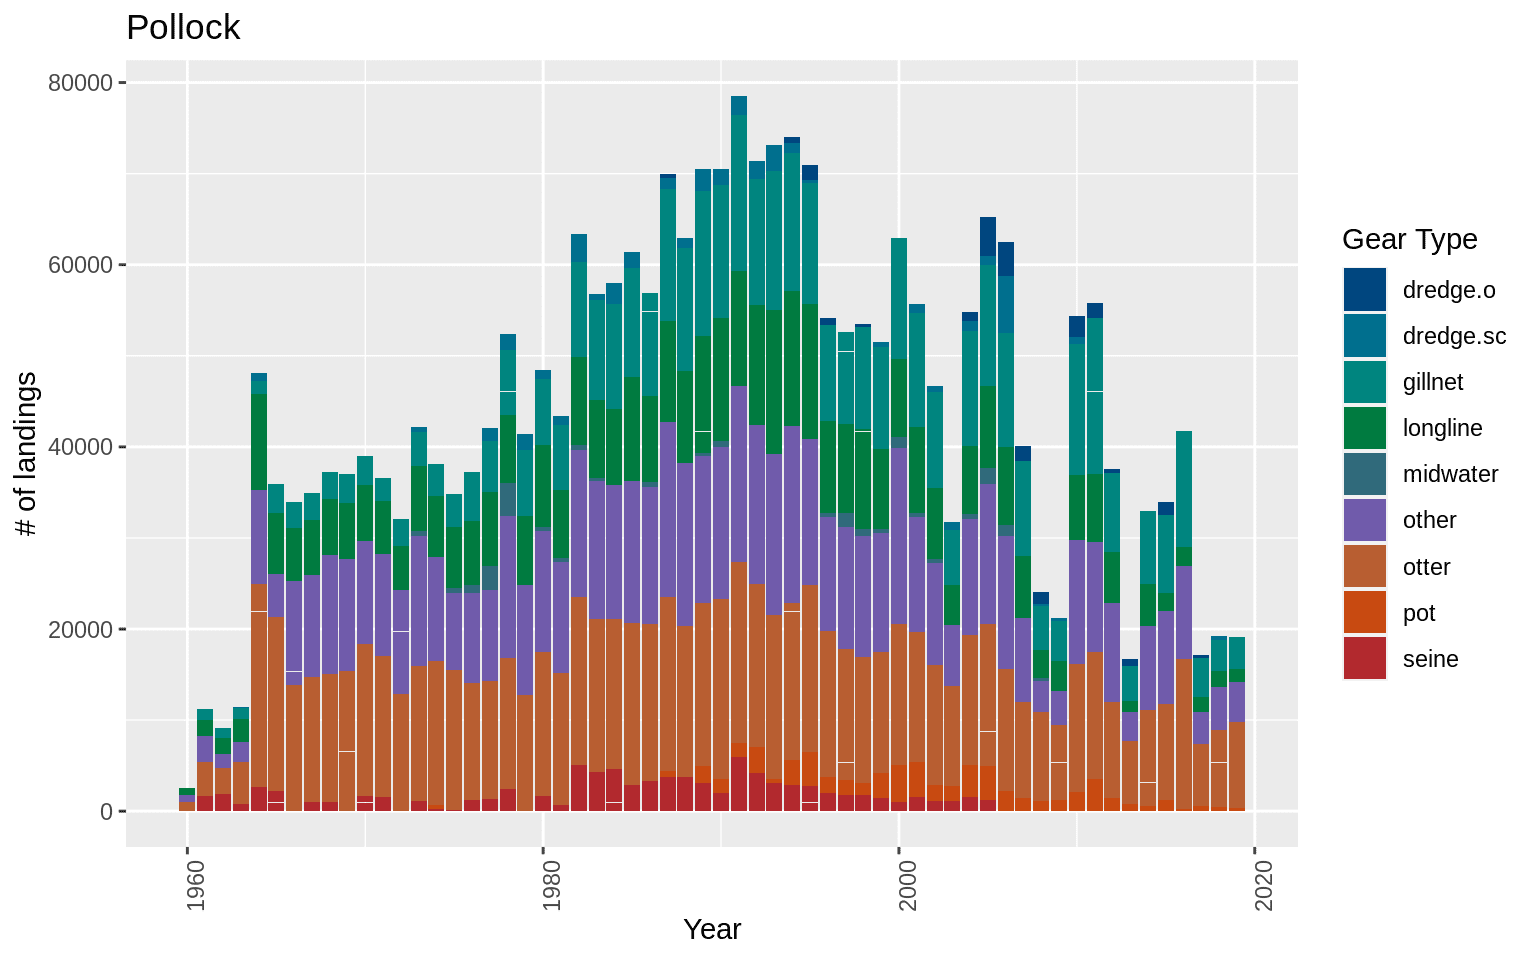 Pollock
80000
60000
40000
20000
0
# of landings
1960
1980
2000
2020
Year
Gear Type
dredge.o
dredge.sc
gillnet
longline
midwater
other
otter
pot
seine